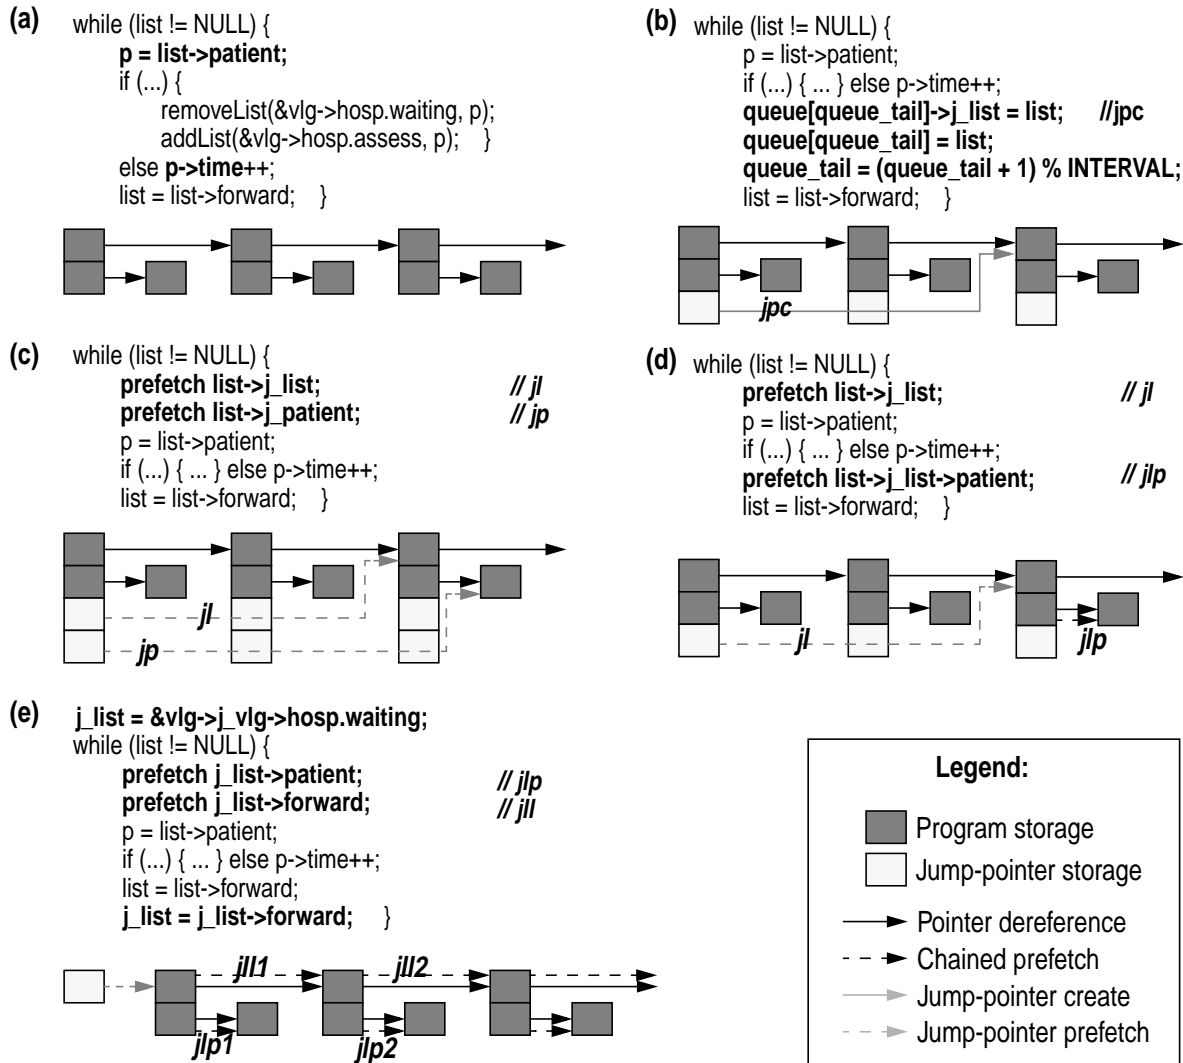 (a)
while (list != NULL) {
p = list->patient;
if (...) {
removeList(&vlg->hosp.waiting, p);
addList(&vlg->hosp.assess, p); }
else p->time++;
list = list->forward; }
(b)
while (list != NULL) {
p = list->patient;
if (...) { ... } else p->time++;
queue[queue_tail]->j_list = list; //jpc
queue[queue_tail] = list;
queue_tail = (queue_tail + 1) % INTERVAL;
list = list->forward; }
jpc
(c)
while (list != NULL) {
prefetch list->j_list; // jl
prefetch list->j_patient; // jp
p = list->patient;
if (...) { ... } else p->time++;
list = list->forward; }
jl
jp
(d)
while (list != NULL) {
prefetch list->j_list; // jl
p = list->patient;
if (...) { ... } else p->time++;
prefetch list->j_list->patient; // jlp
list = list->forward; }
jl
jlp
(e)
j_list = &vlg->j_vlg->hosp.waiting;
while (list != NULL) {
prefetch j_list->patient; // jlp
prefetch j_list->forward; // jll
p = list->patient;
if (...) { ... } else p->time++;
list = list->forward;
j_list = j_list->forward; }
jll1 jll2
jlp1 jlp2
Legend:
Program storage
Jump-pointer storage
Pointer dereference
Chained prefetch
Jump-pointer create
Jump-pointer prefetch